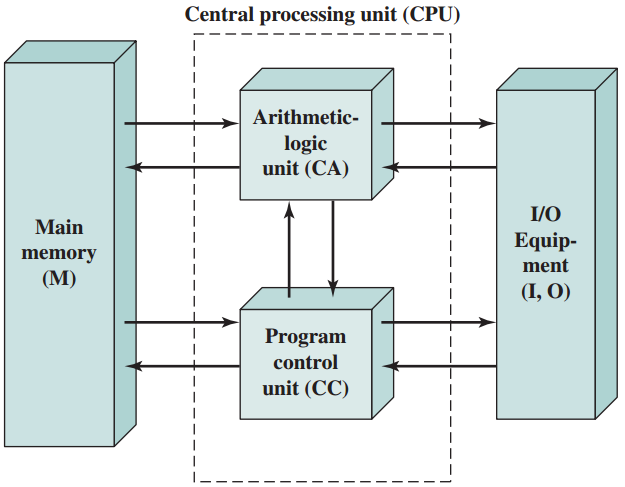 Central processing unit (CPU)
Arithmetic-
logic
unit (CA)
Main
memory
(M)
I/O
Equip-
ment
(I, O)
Program
control
unit (CC)